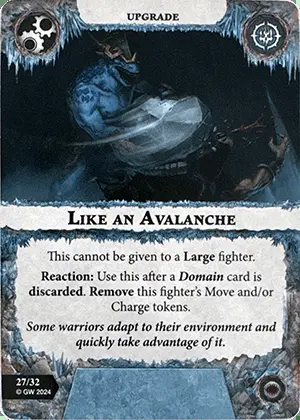 UPGRADE
LIKE AN AVALANCHE
This cannot be given to a Large fighter.
Reaction: Use this after a Domain card is
discarded. Remove this fighter's Move and/or
Charge tokens.
Some warriors adapt to their environment and
quickly take advantage of it.
27/32
© GW 2024